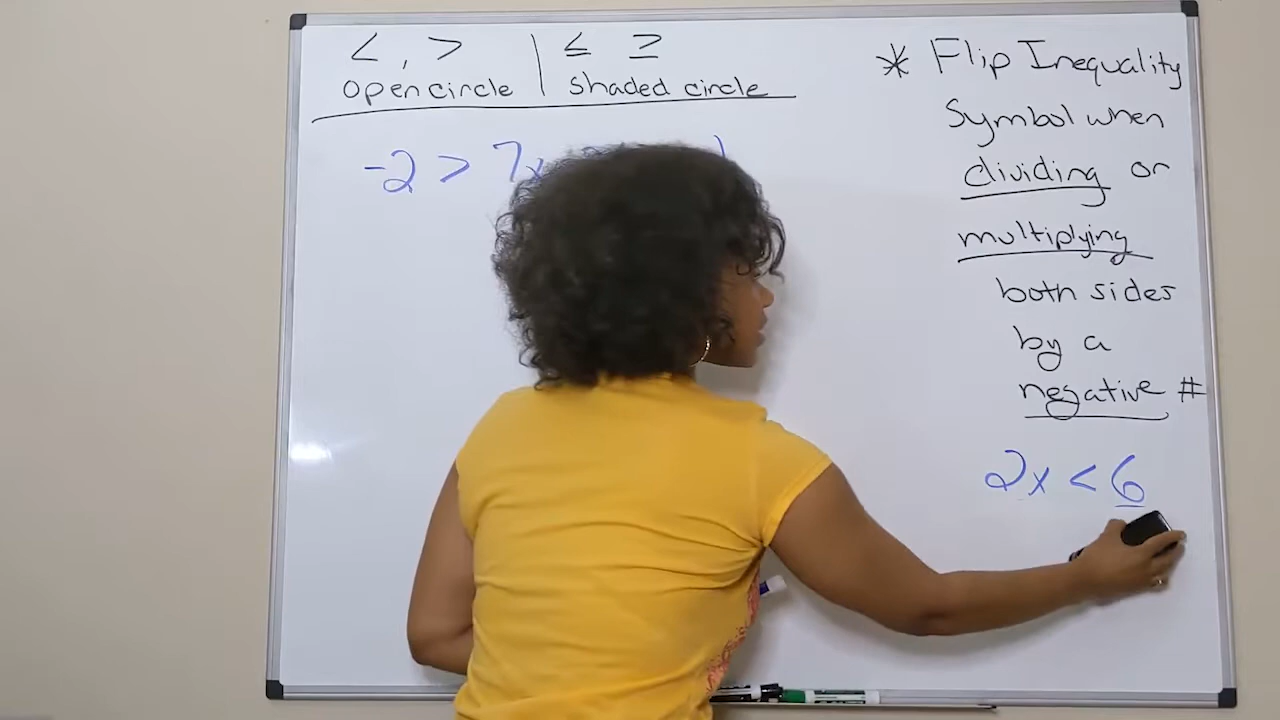 < , > | ≤ ≥
open circle | shaded circle
-2 > 7x
* Flip Inequality
Symbol when
dividing or
multiplying
both sides
by a
negative #
2x < 6